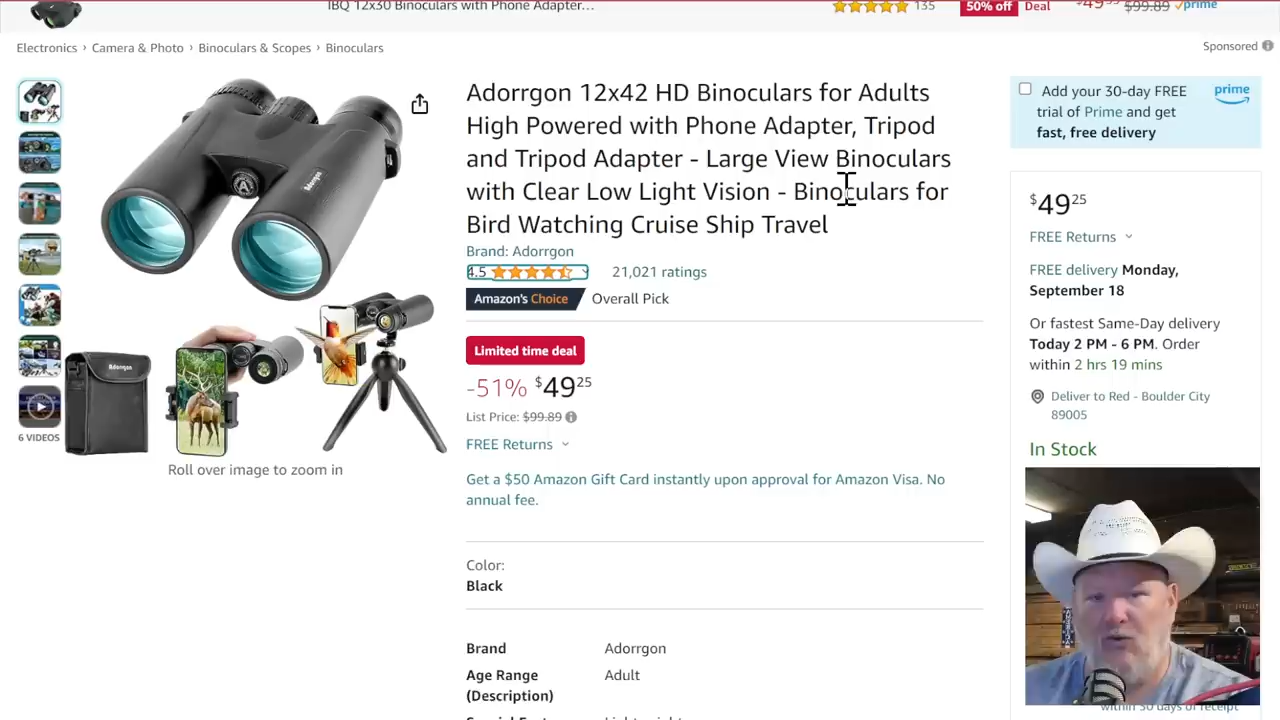 IBQ 12x30 Binoculars with Phone Adapter...
135
50% off
Deal
$99.89
prime
Electronics › Camera & Photo › Binoculars & Scopes › Binoculars
Sponsored
Adorrgon 12x42 HD Binoculars for Adults
High Powered with Phone Adapter, Tripod
and Tripod Adapter - Large View Binoculars
with Clear Low Light Vision - Binoculars for
Bird Watching Cruise Ship Travel
Brand: Adorrgon
4.5
21,021 ratings
Amazon's Choice
Overall Pick
Limited time deal
-51% $49 25
List Price: $99.89
FREE Returns
Get a $50 Amazon Gift Card instantly upon approval for Amazon Visa. No
annual fee.
Color:
Black
Brand Adorrgon
Age Range Adult
(Description)
6 VIDEOS
Roll over image to zoom in
Add your 30-day FREE
trial of Prime and get
fast, free delivery
prime
$49 25
FREE Returns
FREE delivery Monday,
September 18
Or fastest Same-Day delivery
Today 2 PM - 6 PM. Order
within 2 hrs 19 mins
Deliver to Red - Boulder City
89005
In Stock
within 30 days of receipt